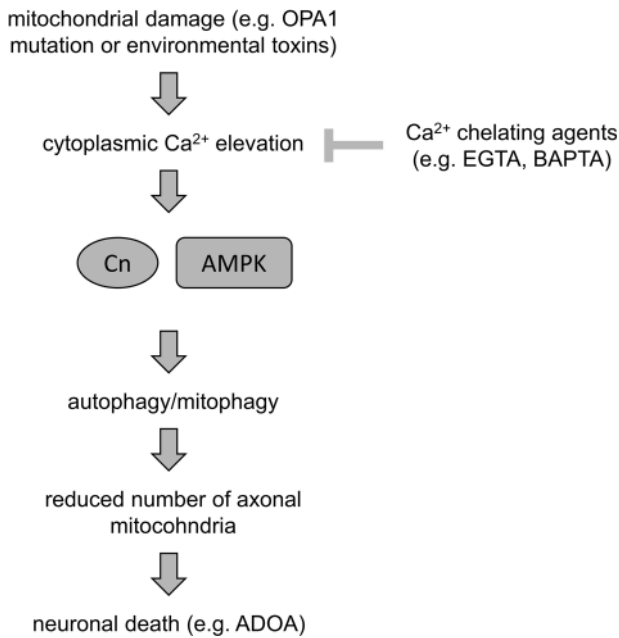 mitochondrial damage (e.g. OPA1
mutation or environmental toxins)
cytoplasmic Ca²⁺ elevation
Ca²⁺ chelating agents
(e.g. EGTA, BAPTA)
Cn
AMPK
autophagy/mitophagy
reduced number of axonal
mitocohndria
neuronal death (e.g. ADOA)